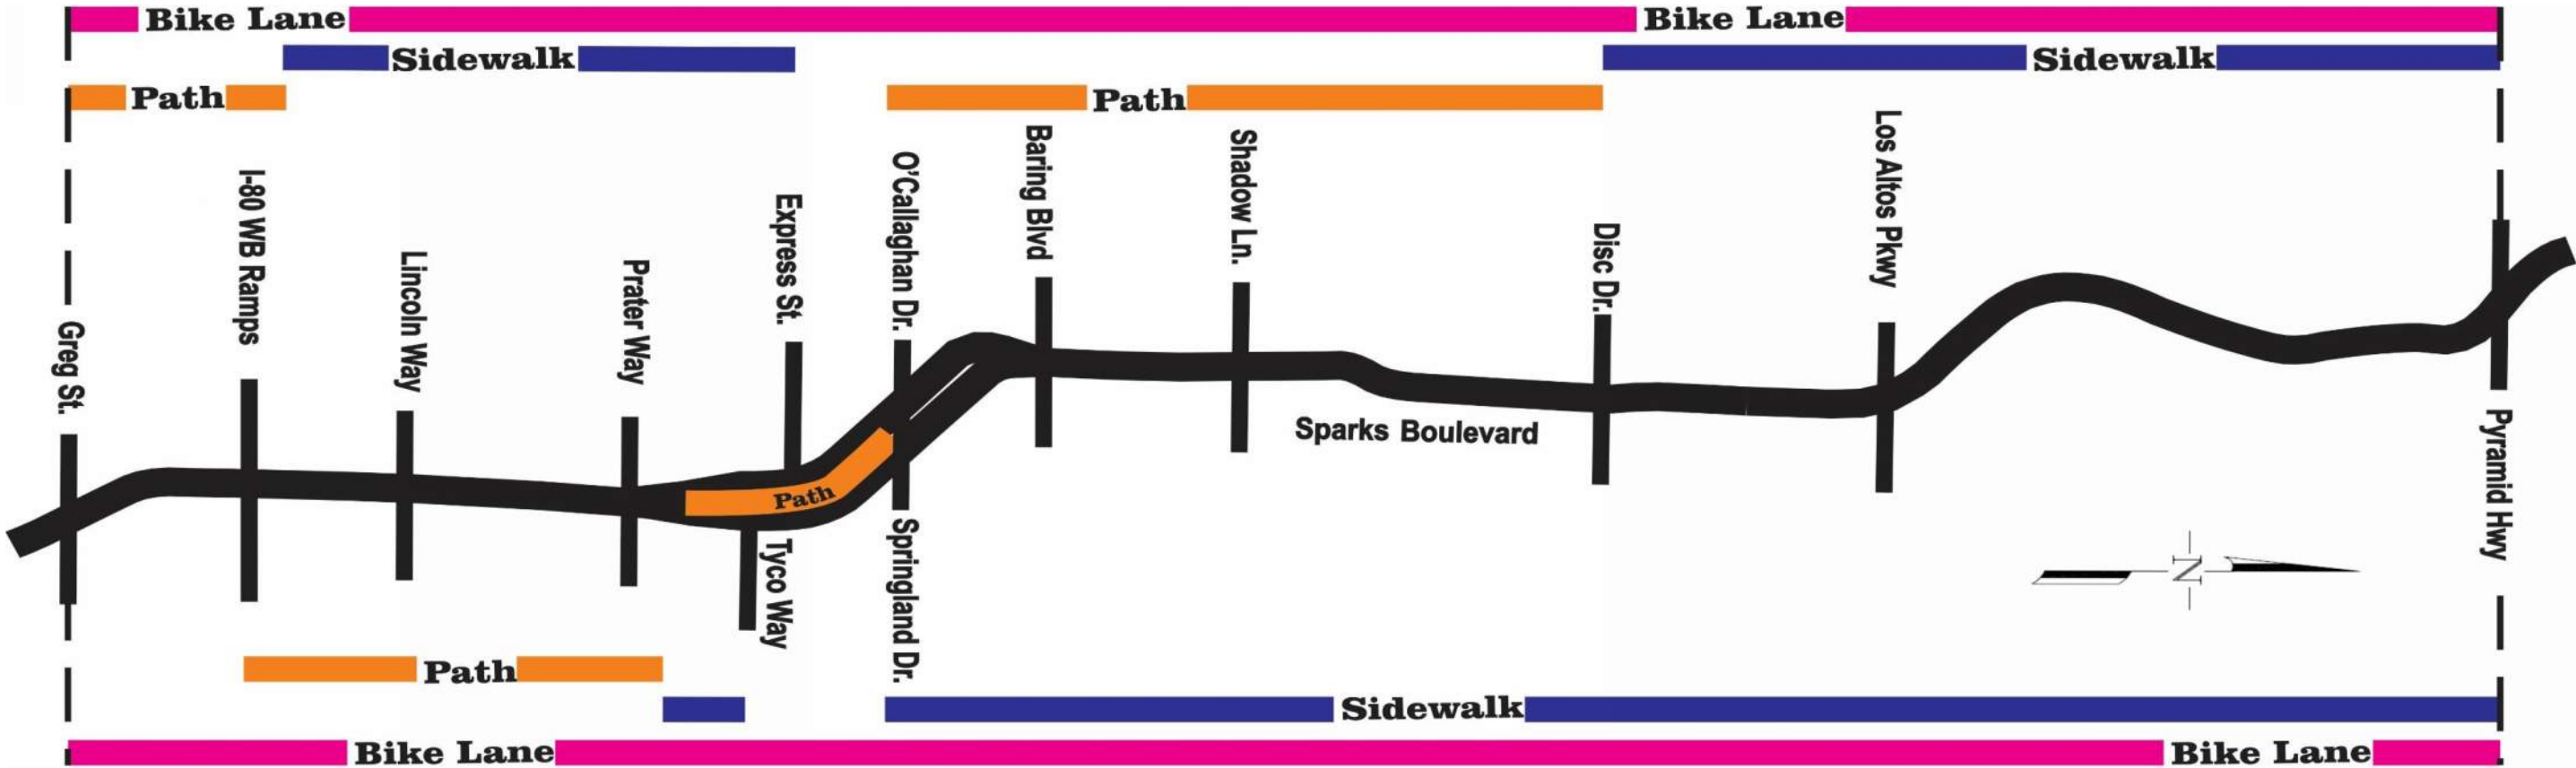 Bike Lane
Bike Lane
Sidewalk
Sidewalk
Path
Path
Greg St.
I-80 WB Ramps
Lincoln Way
Prater Way
Express St.
O'Callaghan Dr.
Baring Blvd
Shadow Ln.
Disc Dr.
Los Altos Pkwy
Sparks Boulevard
Path
Tyco Way
Springland Dr.
Pyramid Hwy
N
Path
Sidewalk
Bike Lane
Bike Lane